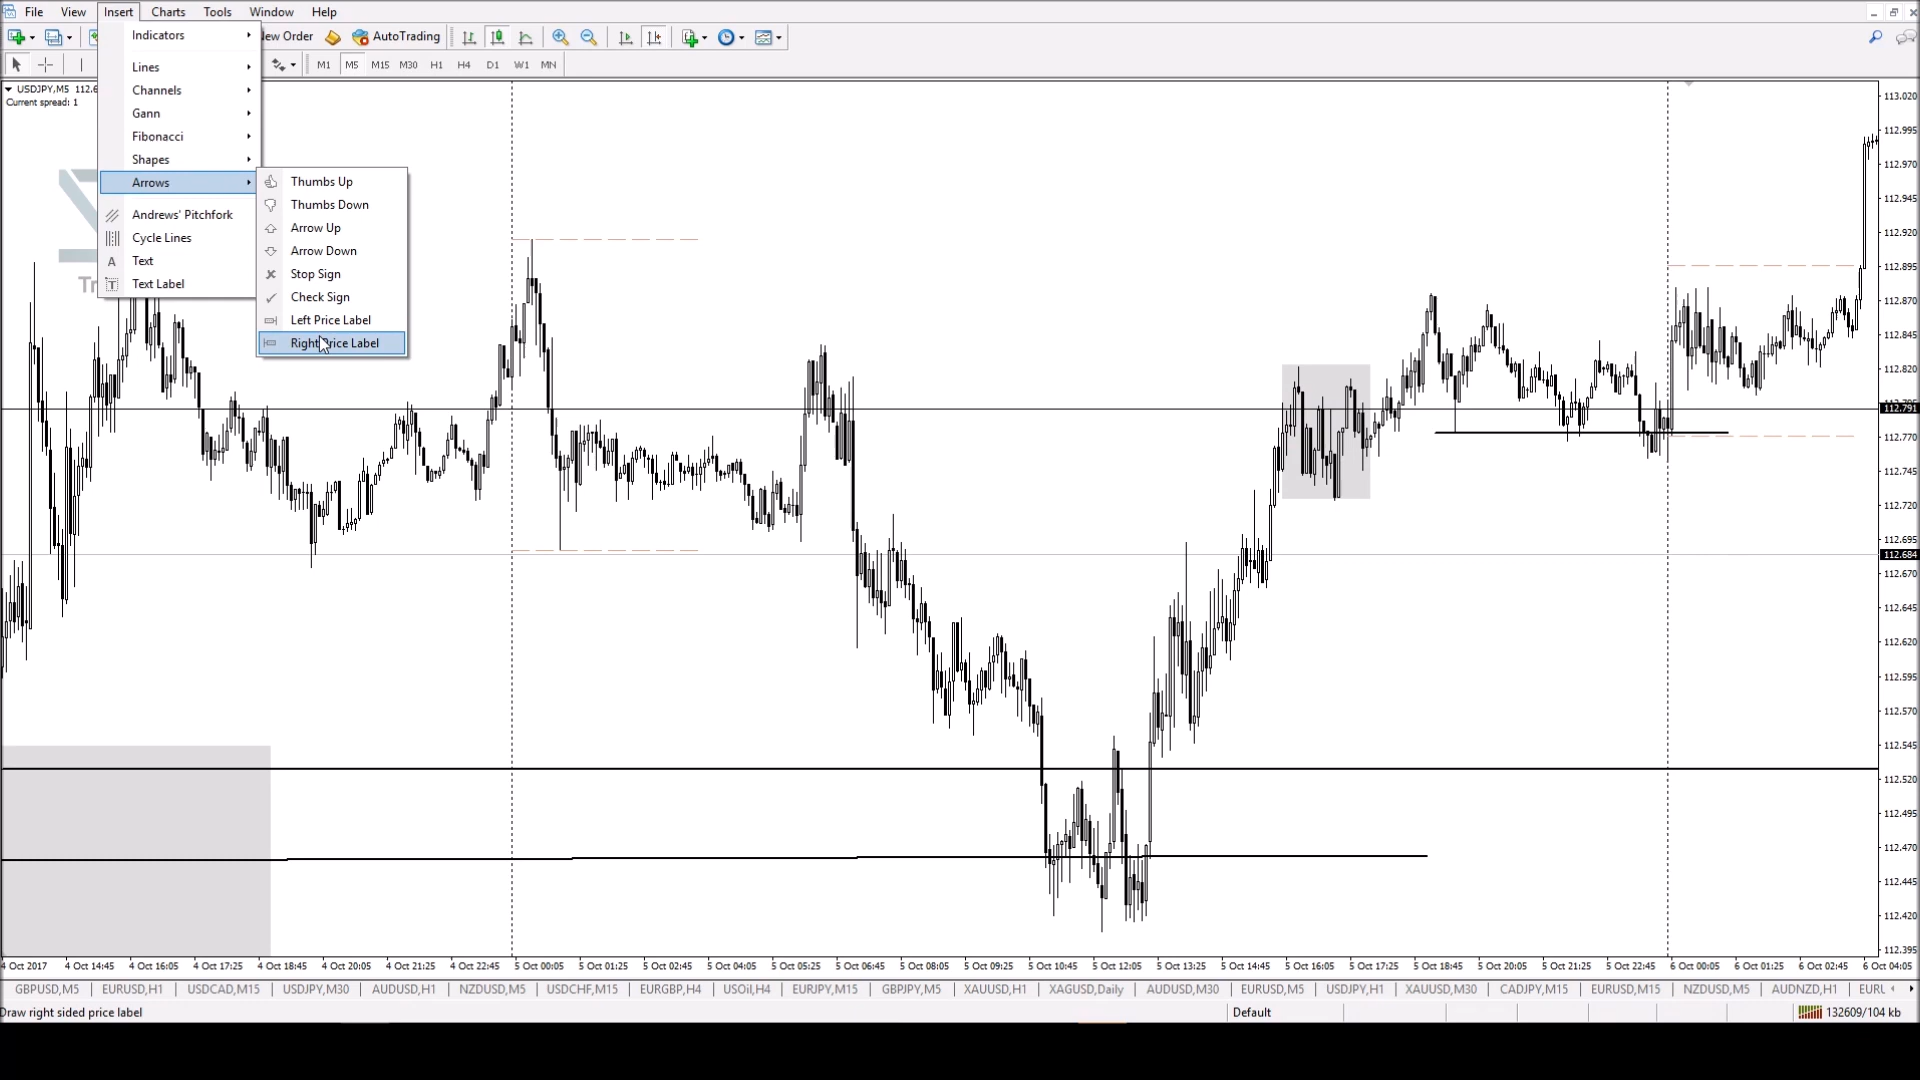 File View Insert Charts Tools Window Help
New Order AutoTrading
M1 M5 M15 M30 H1 H4 D1 W1 MN
USDJPY,M5 112.6
Current spread: 1
Indicators
Lines
Channels
Gann
Fibonacci
Shapes
Arrows
Andrews' Pitchfork
Cycle Lines
A Text
T Text Label
Thumbs Up
Thumbs Down
Arrow Up
Arrow Down
Stop Sign
Check Sign
Left Price Label
Right Price Label
Tr
113.020
112.995
112.970
112.945
112.920
112.895
112.870
112.845
112.820
112.791
112.770
112.745
112.720
112.695
112.684
112.670
112.645
112.620
112.595
112.570
112.545
112.520
112.495
112.470
112.445
112.420
112.395
4 Oct 2017 4 Oct 14:45 4 Oct 16:05 4 Oct 17:25 4 Oct 18:45 4 Oct 20:05 4 Oct 21:25 4 Oct 22:45 5 Oct 00:05 5 Oct 01:25 5 Oct 02:45 5 Oct 04:05 5 Oct 05:25 5 Oct 06:45 5 Oct 08:05 5 Oct 09:25 5 Oct 10:45 5 Oct 12:05 5 Oct 13:25 5 Oct 14:45 5 Oct 16:05 5 Oct 17:25 5 Oct 18:45 5 Oct 20:05 5 Oct 21:25 5 Oct 22:45 6 Oct 00:05 6 Oct 01:25 6 Oct 02:45 6 Oct 04:05
GBPUSD,M5 EURUSD,H1 USDCAD,M15 USDJPY,M30 AUDUSD,H1 NZDUSD,M5 USDCHF,M15 EURGBP,H4 USOil,H4 EURJPY,M15 GBPJPY,M5 XAUUSD,H1 XAGUSD,Daily AUDUSD,M30 EURUSD,M5 USDJPY,H1 XAUUSD,M30 CADJPY,M15 EURUSD,M15 NZDUSD,M5 AUDNZD,H1 EURU
Draw right sided price label Default 132609/104 kb